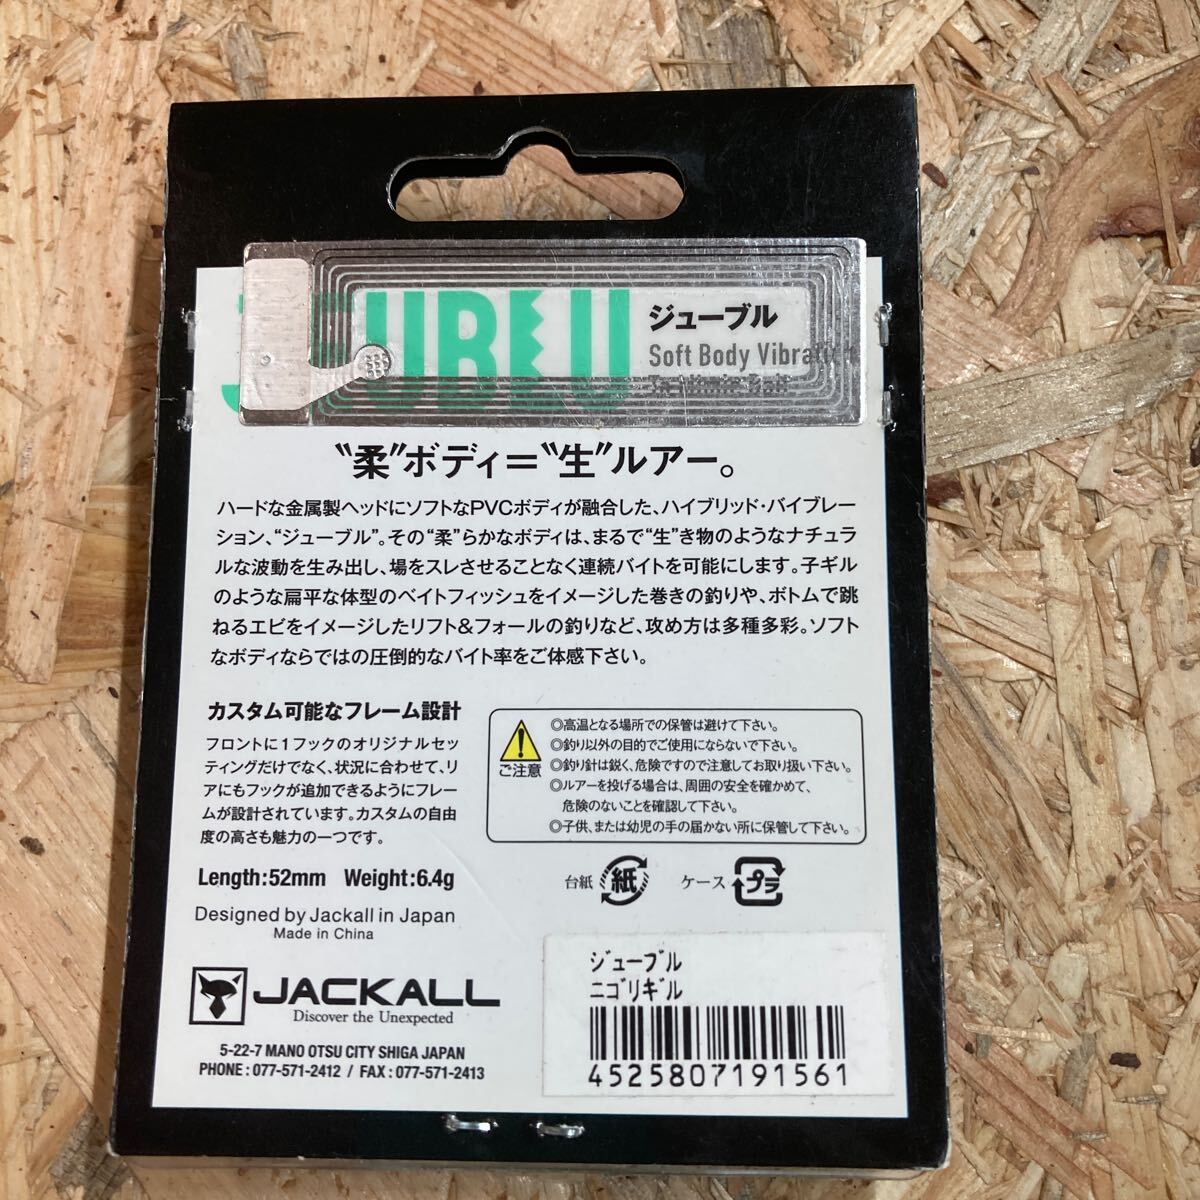 JEUBLU
ジューブル
Soft Body Vibration
“柔”ボディ＝“生”ルアー。
ハードな金属製ヘッドにソフトなPVCボディが融合した、ハイブリッド・バイブレー
ション、“ジューブル”。その“柔”らかなボディは、まるで“生”き物のようなナチュラ
ルな波動を生み出し、場をスレさせることなく連続バイトを可能にします。子ギル
のような扁平な体型のベイトフィッシュをイメージした巻きの釣りや、ボトムで跳
ねるエビをイメージしたリフト&フォールの釣りなど、攻め方は多種多彩。ソフト
なボディならではの圧倒的なバイト率をご体感下さい。
カスタム可能なフレーム設計
フロントに1フックのオリジナルセッ
ティングだけでなく、状況に合わせて、リ
アにもフックが追加できるようにフレー
ムが設計されています。カスタムの自由
度の高さも魅力の一つです。
ご注意
◎高温となる場所での保管は避けて下さい。
◎釣り以外の目的でご使用にならないで下さい。
◎釣り針は鋭く、危険ですので注意してお取り扱い下さい。
◎ルアーを投げる場合は、周囲の安全を確かめて、
危険のないことを確認して下さい。
◎子供、または幼児の手の届かない所に保管して下さい。
Length:52mm Weight:6.4g
台紙 紙 ケース プラ
Designed by Jackall in Japan
Made in China
JACKALL
Discover the Unexpected
5-22-7 MANO OTSU CITY SHIGA JAPAN
PHONE : 077-571-2412 / FAX : 077-571-2413
ジューブル
ニゴリギル
4525807191561